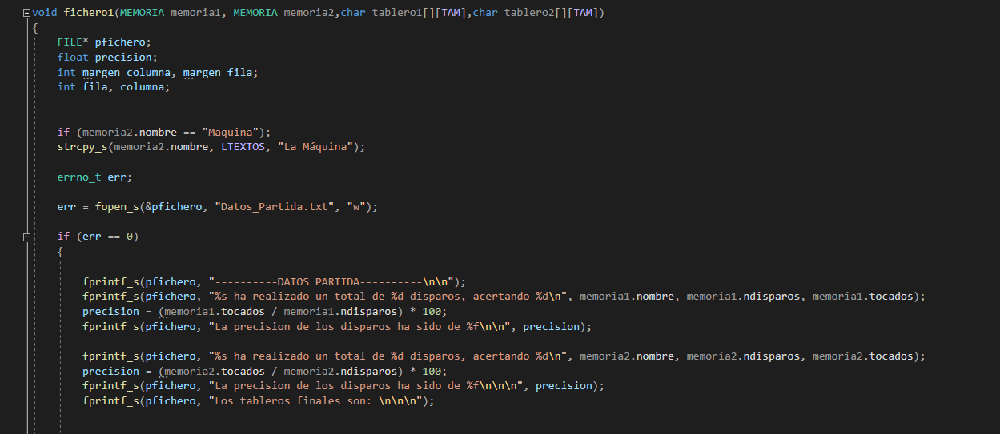 void fichero1(MEMORIA memoria1, MEMORIA memoria2,char tablero1[][TAM],char tablero2[][TAM])
{
FILE* pfichero;
float precision;
int margen_columna, margen_fila;
int fila, columna;
if (memoria2.nombre == "Maquina");
strcpy_s(memoria2.nombre, LTEXTOS, "La Máquina");
errno_t err;
err = fopen_s(&pfichero, "Datos_Partida.txt", "w");
if (err == 0)
{
fprintf_s(pfichero, "----------DATOS PARTIDA----------\n\n");
fprintf_s(pfichero, "%s ha realizado un total de %d disparos, acertando %d\n", memoria1.nombre, memoria1.ndisparos, memoria1.tocados);
precision = (memoria1.tocados / memoria1.ndisparos) * 100;
fprintf_s(pfichero, "La precision de los disparos ha sido de %f\n\n", precision);
fprintf_s(pfichero, "%s ha realizado un total de %d disparos, acertando %d\n", memoria2.nombre, memoria2.ndisparos, memoria2.tocados);
precision = (memoria2.tocados / memoria2.ndisparos) * 100;
fprintf_s(pfichero, "La precision de los disparos ha sido de %f\n\n\n", precision);
fprintf_s(pfichero, "Los tableros finales son: \n\n\n");